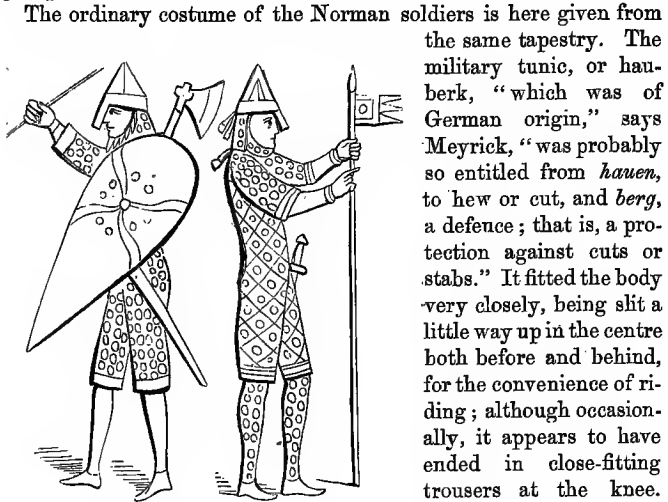 The ordinary costume of the Norman soldiers is here given from
the same tapestry. The
military tunic, or hau-
berk, "which was of
German origin," says
Meyrick, "was probably
so entitled from hauen,
to hew or cut, and berg,
a defence; that is, a pro-
tection against cuts or
stabs." It fitted the body
very closely, being slit a
little way up in the centre
both before and behind,
for the convenience of ri-
ding; although occasion-
ally, it appears to have
ended in close-fitting
trousers at the knee.